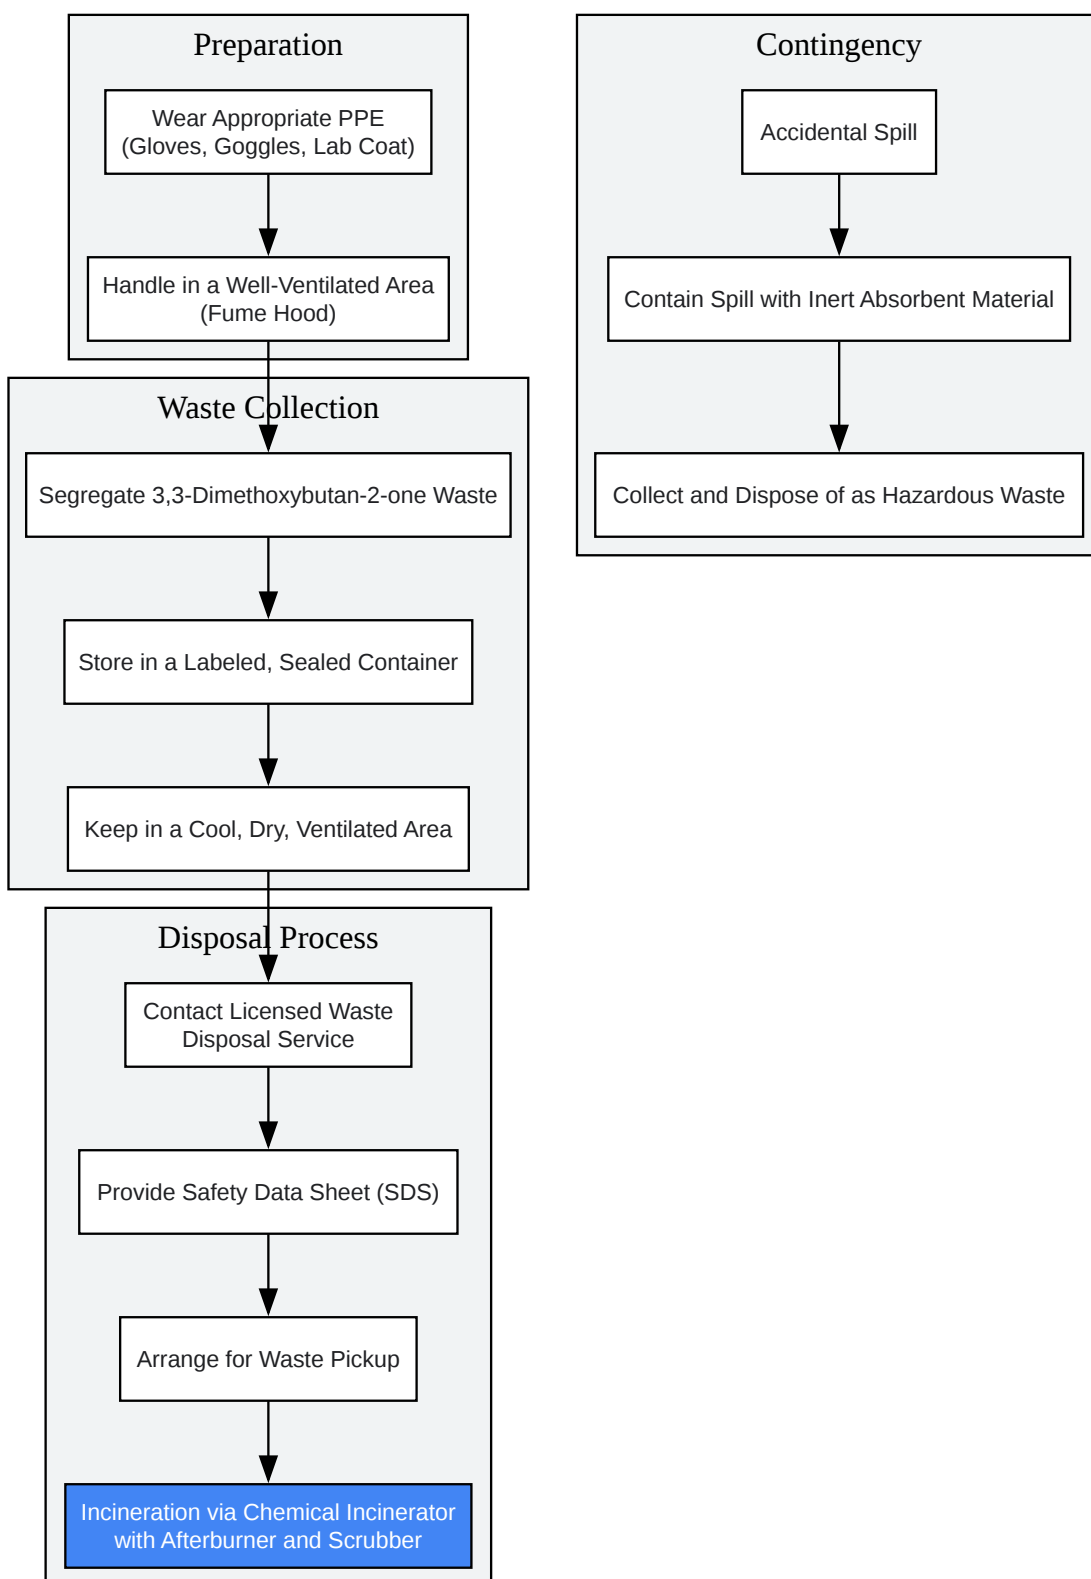 Preparation
Wear Appropriate PPE
(Gloves, Goggles, Lab Coat)
Handle in a Well-Ventilated Area
(Fume Hood)
Waste Collection
Segregate 3,3-Dimethoxybutan-2-one Waste
Store in a Labeled, Sealed Container
Keep in a Cool, Dry, Ventilated Area
Disposal Process
Contact Licensed Waste
Disposal Service
Provide Safety Data Sheet (SDS)
Arrange for Waste Pickup
Incineration via Chemical Incinerator
with Afterburner and Scrubber
Contingency
Accidental Spill
Contain Spill with Inert Absorbent Material
Collect and Dispose of as Hazardous Waste